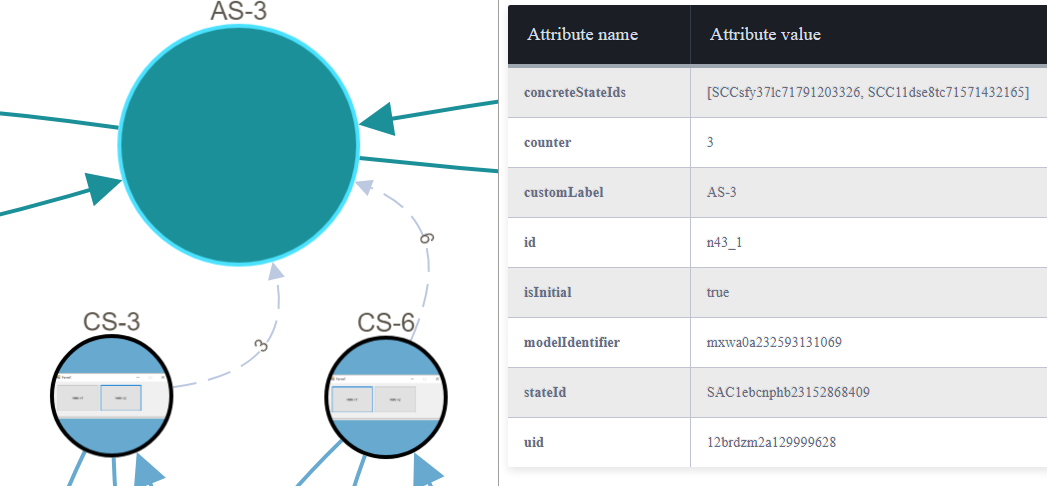 AS-3
6
CS-3
3
CS-6
Attribute name Attribute value
concreteStateIds [SCCsfy37lc71791203326, SCC11dse8tc71571432165]
counter 3
customLabel AS-3
id n43_1
isInitial true
modelIdentifier mxwa0a232593131069
stateId SAC1ebcnphb23152868409
uid 12brdzm2a129999628